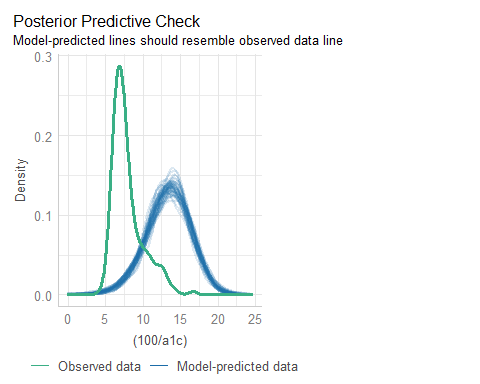 Posterior Predictive Check
Model-predicted lines should resemble observed data line
0.3
0.2
0.1
0.0
Density
0 5 10 15 20 25
(100/a1c)
Observed data Model-predicted data